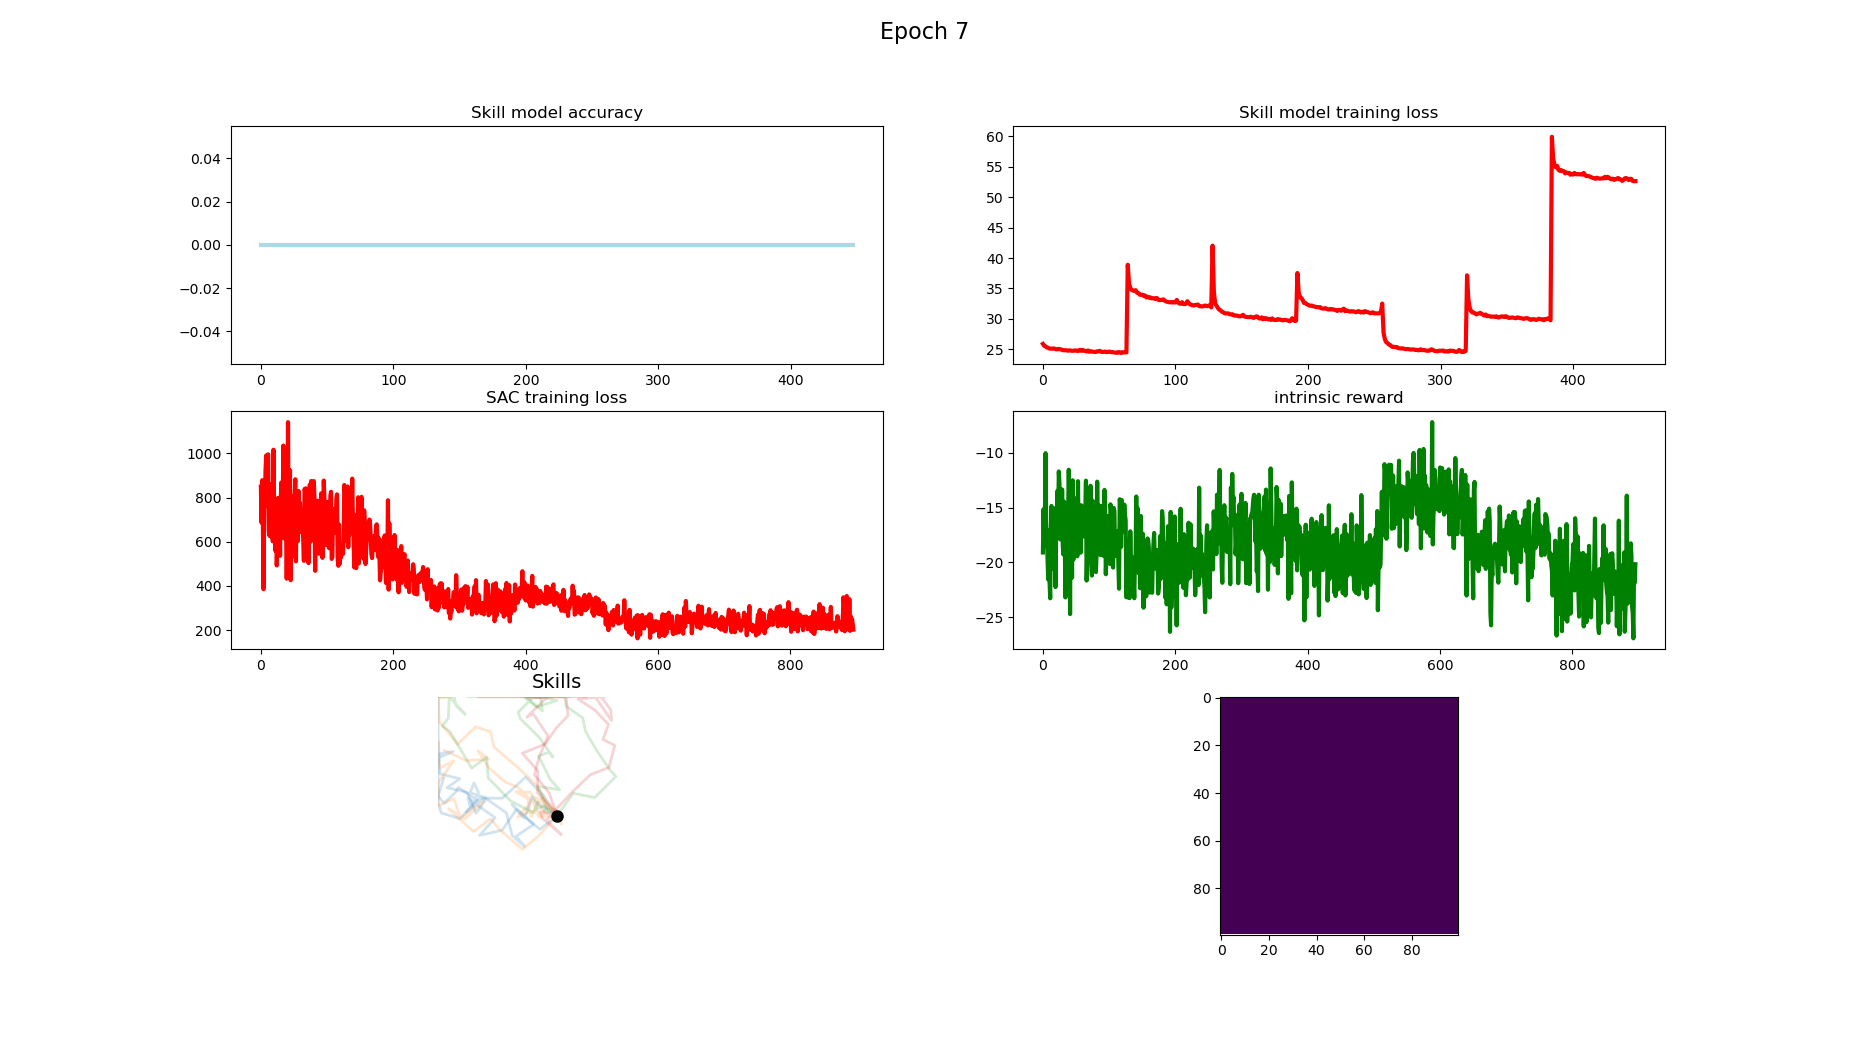 Epoch 7
Skill model accuracy
0.04
0.02
0.00
−0.02
−0.04
0 100 200 300 400
Skill model training loss
60
55
50
45
40
35
30
25
0 100 200 300 400
SAC training loss
1000
800
600
400
200
0 200 400 600 800
intrinsic reward
−10
−15
−20
−25
0 200 400 600 800
Skills
0
20
40
60
80
0 20 40 60 80